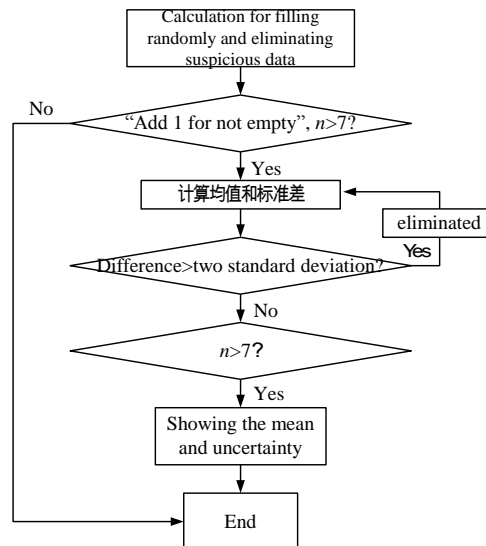 Calculation for filling
randomly and eliminating
suspicious data
No
“Add 1 for not empty”, n>7?
Yes
计算均值和标准差
eliminated
Yes
Difference>two standard deviation?
No
n>7?
Yes
Showing the mean
and uncertainty
End